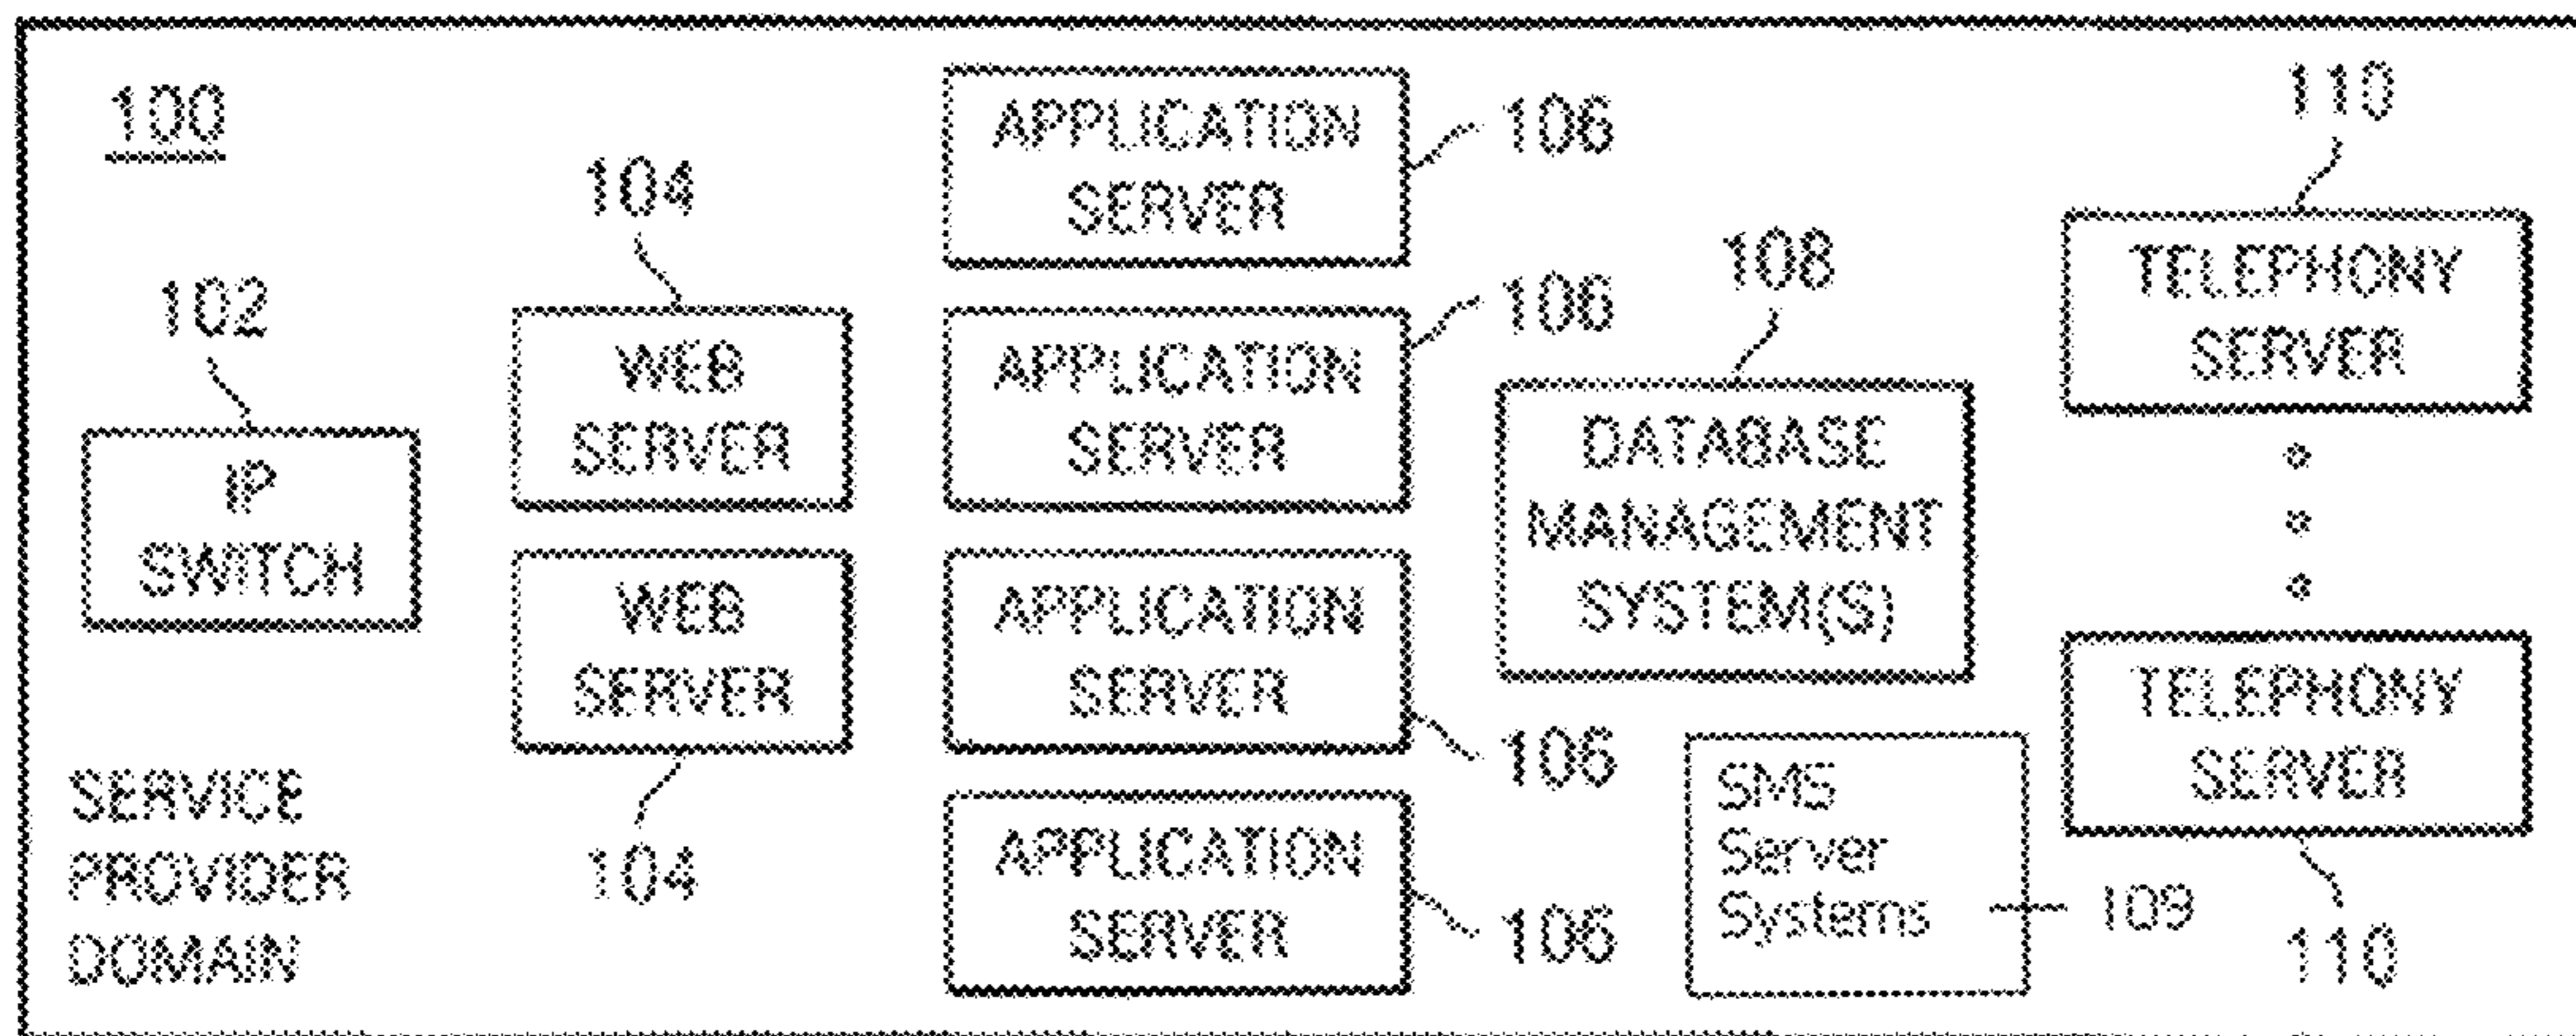 100
102
IP
SWITCH
SERVICE
PROVIDER
DOMAIN
104
WEB
SERVER
WEB
SERVER
104
APPLICATION
SERVER
106
APPLICATION
SERVER
106
APPLICATION
SERVER
106
APPLICATION
SERVER
106
108
DATABASE
MANAGEMENT
SYSTEM(S)
SMS
Server
Systems
109
110
TELEPHONY
SERVER
TELEPHONY
SERVER
110